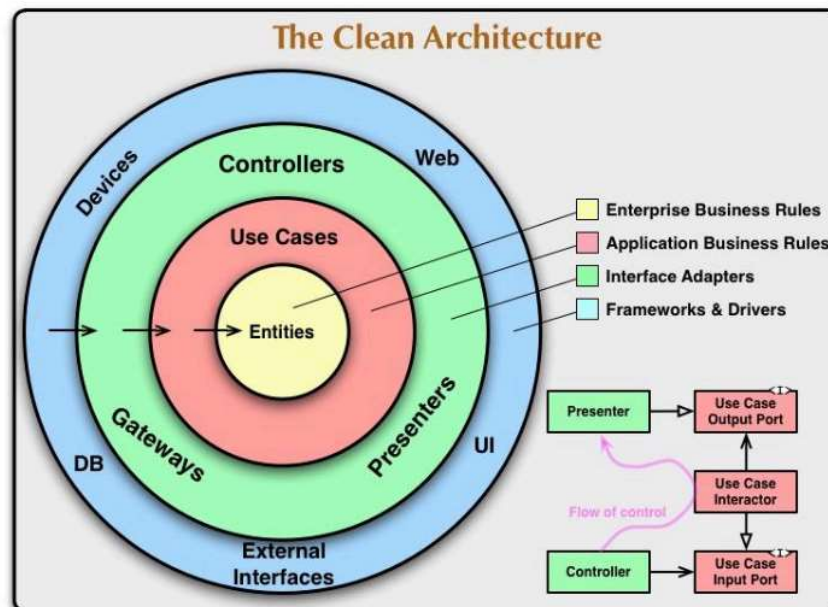 The Clean Architecture
Devices
Web
Controllers
Use Cases
Entities
Gateways
Presenters
DB
UI
External
Interfaces
Enterprise Business Rules
Application Business Rules
Interface Adapters
Frameworks & Drivers
Presenter
<I>
Use Case
Output Port
Use Case
Interactor
Flow of control
Controller
<I>
Use Case
Input Port